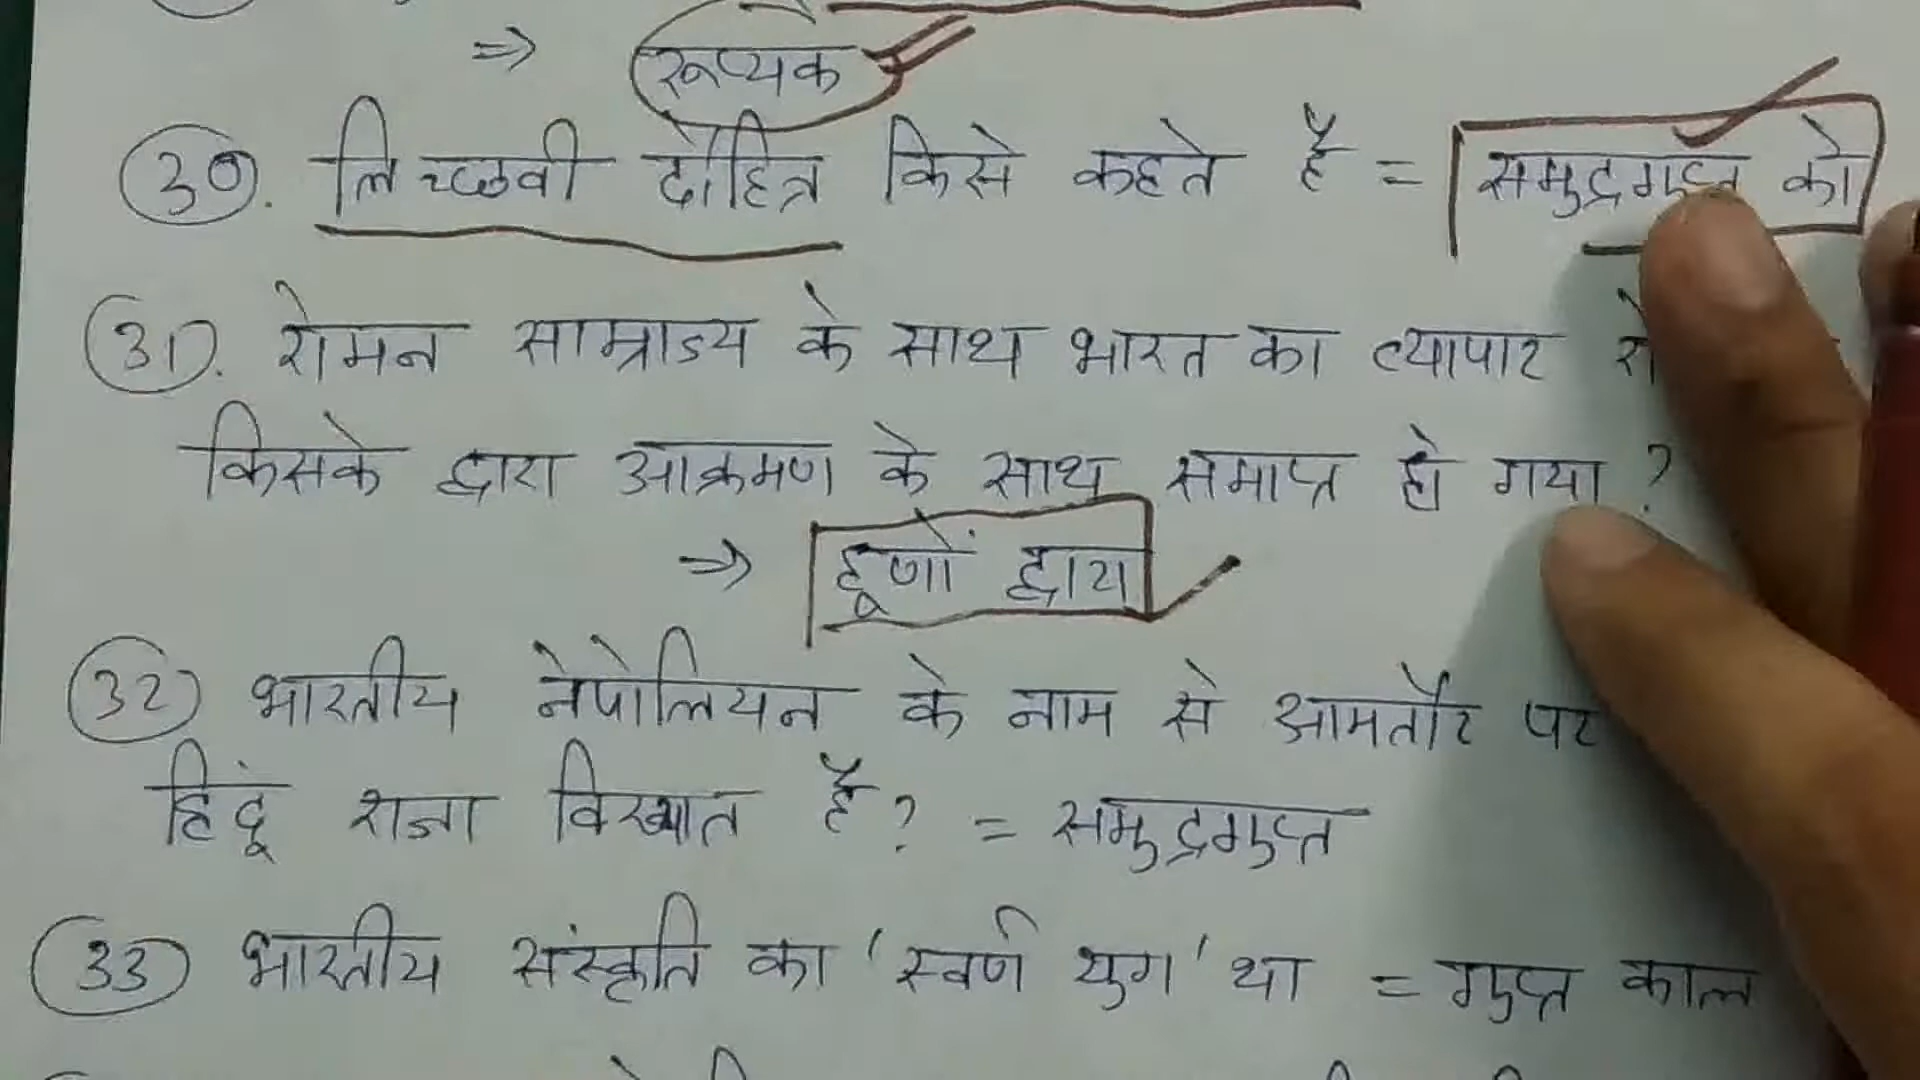 ⇒ रूप्यक
30. लिच्छवी दोहित्र किसे कहते हैं = समुद्रगुप्त को
31. रोमन साम्राज्य के साथ भारत का व्यापार
किसके द्वारा आक्रमण के साथ समाप्त हो गया ?
⇒ हूणों द्वारा
32 भारतीय नेपोलियन के नाम से आमतौर पर
हिंदू राजा विख्यात है ? = समुद्रगुप्त
33 भारतीय संस्कृति का 'स्वर्ण युग' था = गुप्त काल